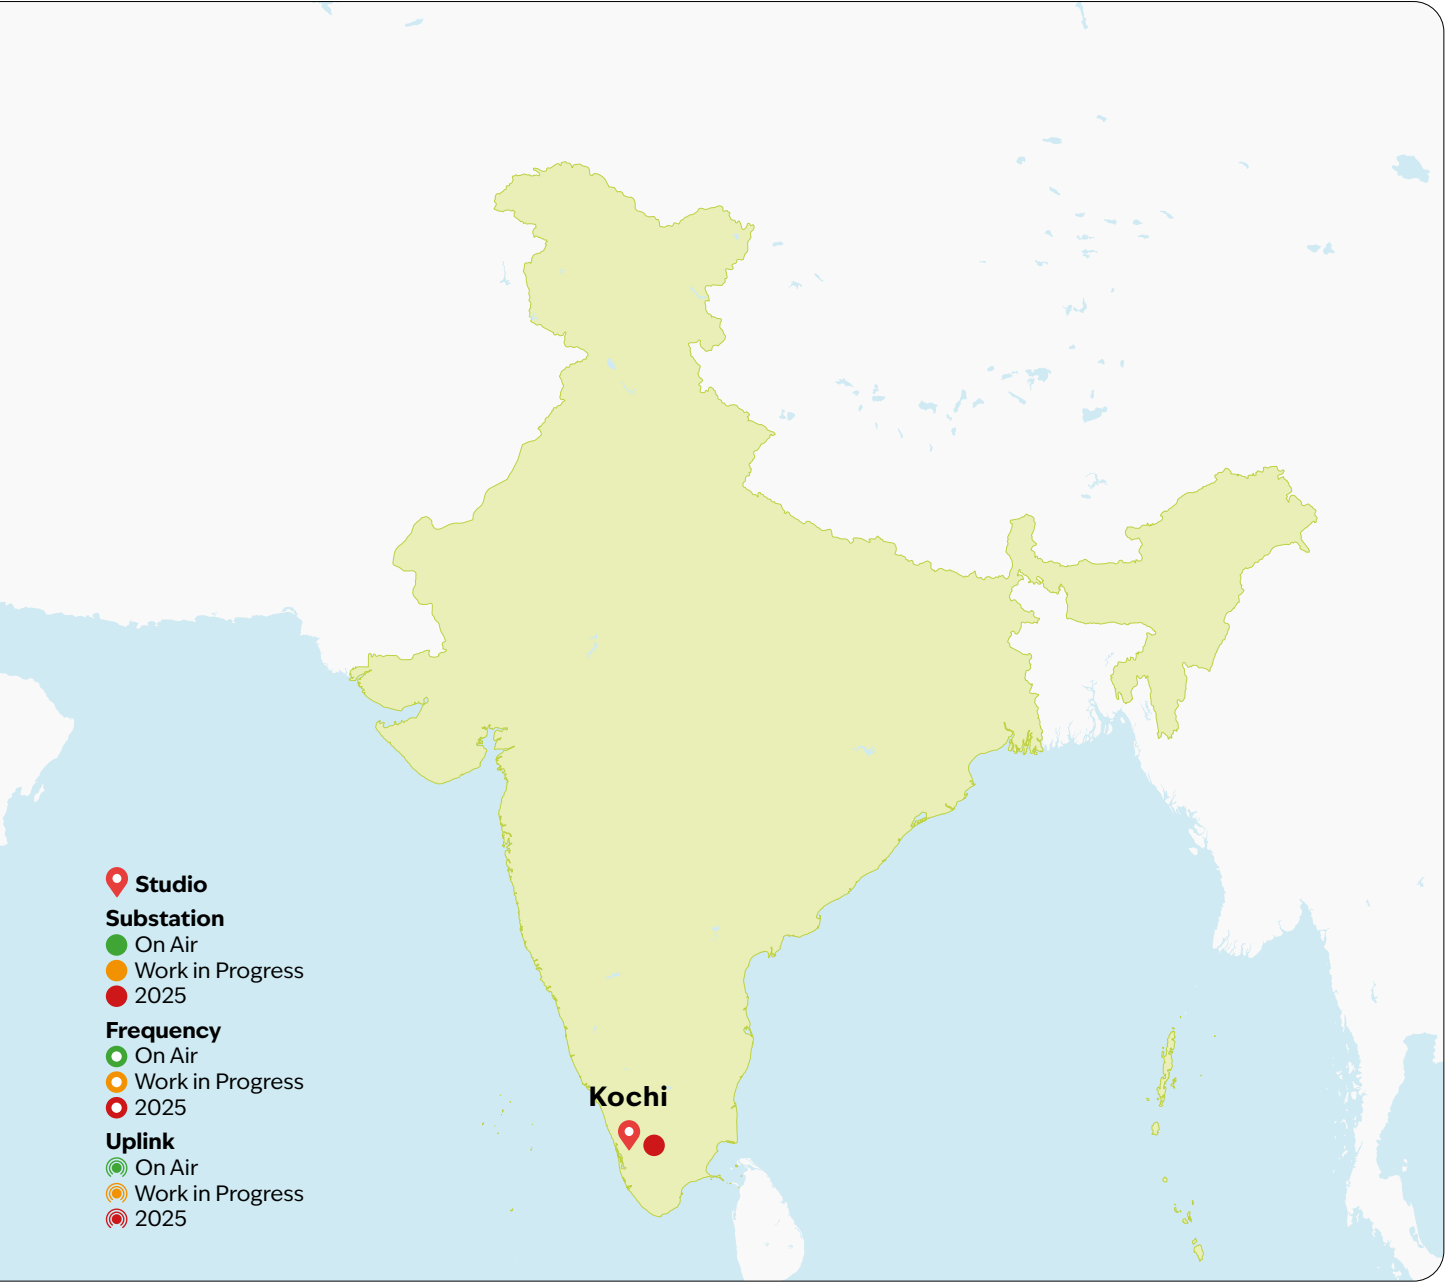 Kochi
Studio
Substation
On Air
Work in Progress
2025
Frequency
On Air
Work in Progress
2025
Uplink
On Air
Work in Progress
2025